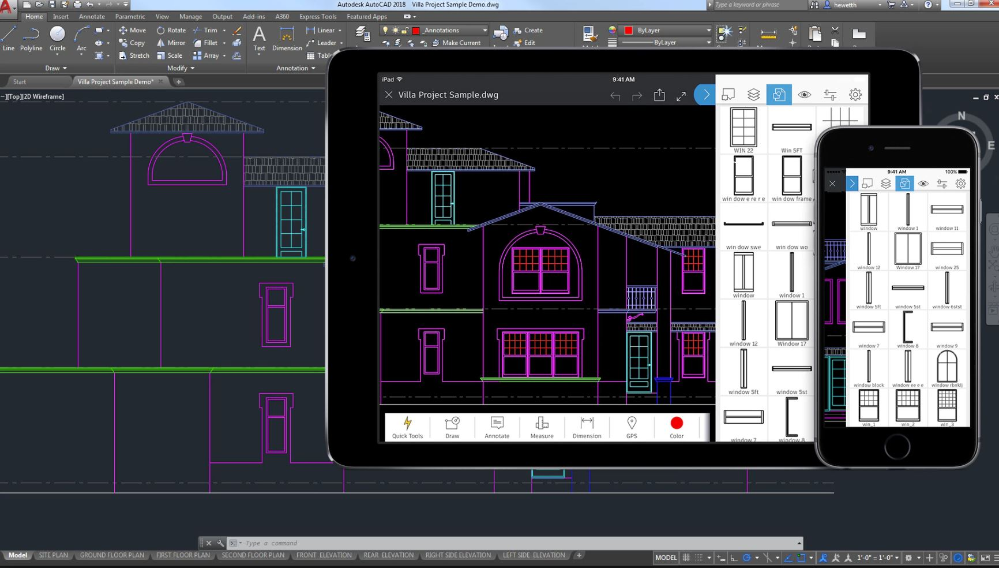 Autodesk AutoCAD 2018 Villa Project Sample Demo.dwg
Type a keyword or phrase
hewetth
Home Insert Annotate Parametric View Manage Output Add-ins A360 Express Tools Featured Apps
Line Polyline Circle Arc
Move Rotate Trim
Copy Mirror Fillet
Stretch Scale Array
Text Dimension
Linear
Leader
Table
_Annotations
Make Current
Create
Edit
ByLayer
ByLayer
Draw Modify Annotation
Start Villa Project Sample Demo*
[Top][2D Wireframe]
N
E
iPad 9:41 AM
Villa Project Sample.dwg
WIN 22 Win 5FT
win dow e re r e win dow frame
win dow swe win dow wo
window window 1
window 12 Window 17
window 5ft window 5st
window 7 window 8
Quick Tools Draw Annotate Measure Dimension GPS Color
9:41 AM 100%
window window 1 window 11
window 12 Window 17 window 25
window 5ft window 5st window 6stst
window 7 window 8 window 9
window block window ee e e window rbnklj
win_1 win_2 win_3
Type a command
Model SITE PLAN GROUND FLOOR PLAN FIRST FLOOR PLAN SECOND FLOOR PLAN FRONT ELEVATION REAR ELEVATION RIGHT SIDE ELEVATION LEFT SIDE ELEVATION
MODEL 1'-0" = 1'-0"